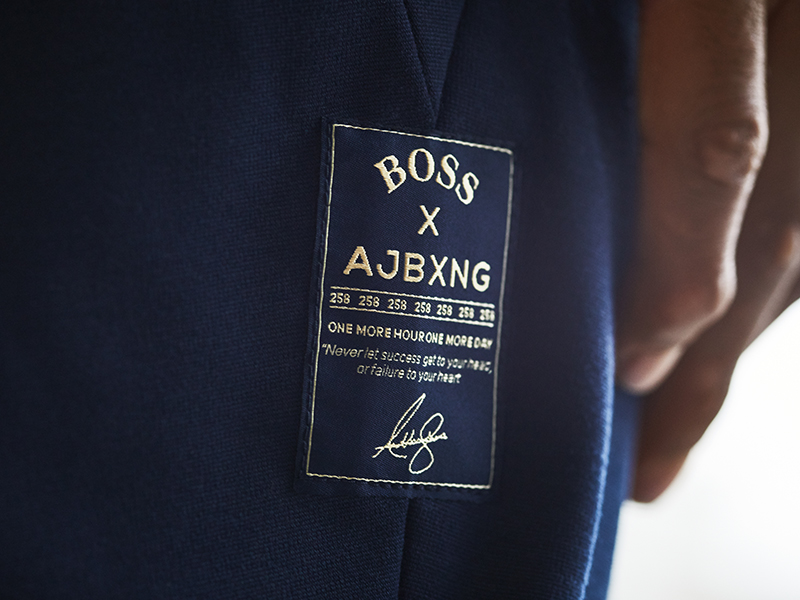 BOSS
X
AJBXNG
258 258 258 258 258 258 258
ONE MORE HOUR ONE MORE DAY
"Never let success get to your head,
or failure to your heart